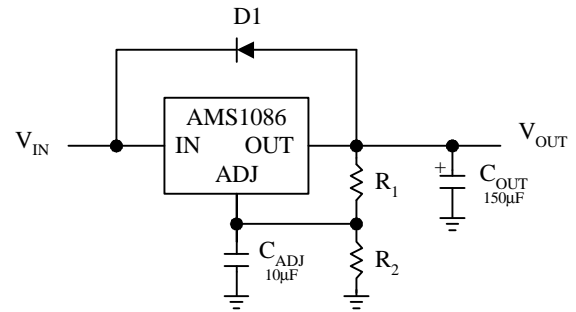 D1
AMS1086
V_IN
IN OUT
V_OUT
ADJ
R_1
+
C_OUT
150µF
C_ADJ
10µF
R_2